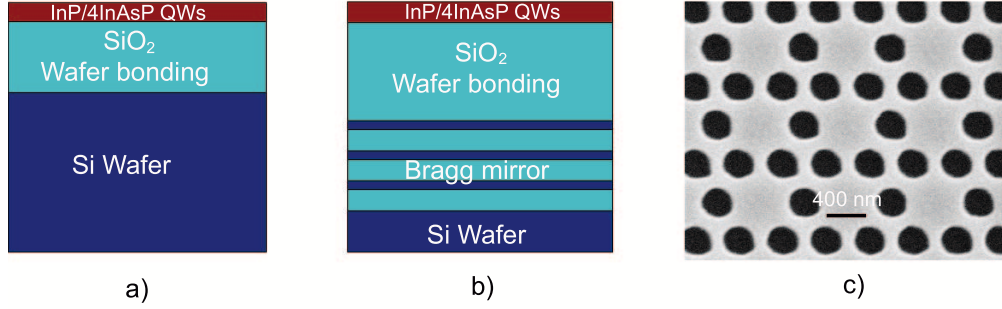 InP/4InAsP QWs
SiO₂
Wafer bonding
Si Wafer
a)
InP/4InAsP QWs
SiO₂
Wafer bonding
Bragg mirror
Si Wafer
b)
400 nm
c)